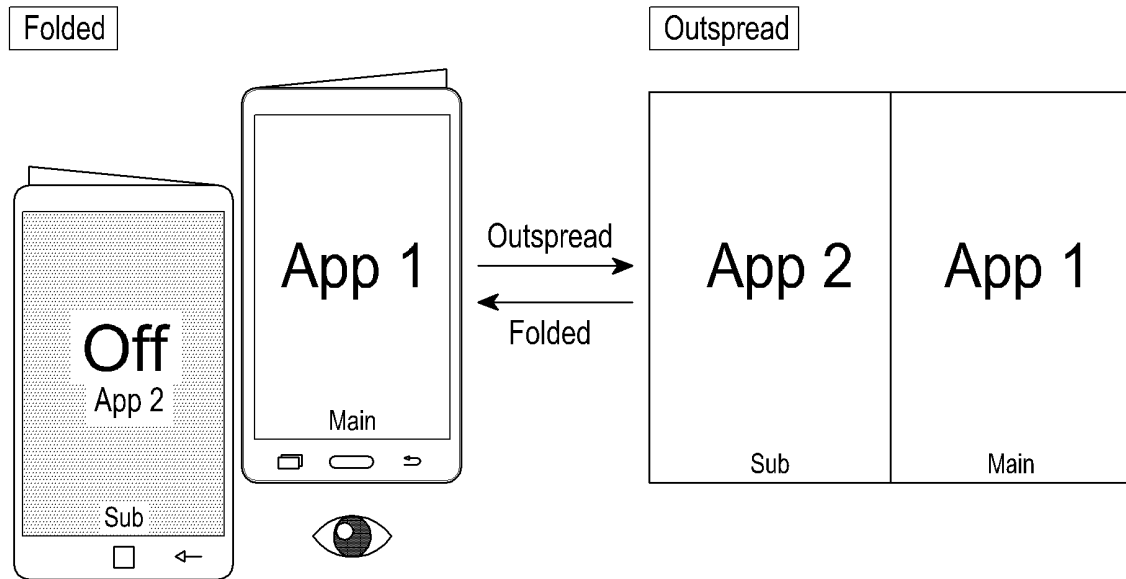 Folded
Outspread
App 1
Main
Off
App 2
Sub
Outspread
Folded
App 2
App 1
Sub
Main